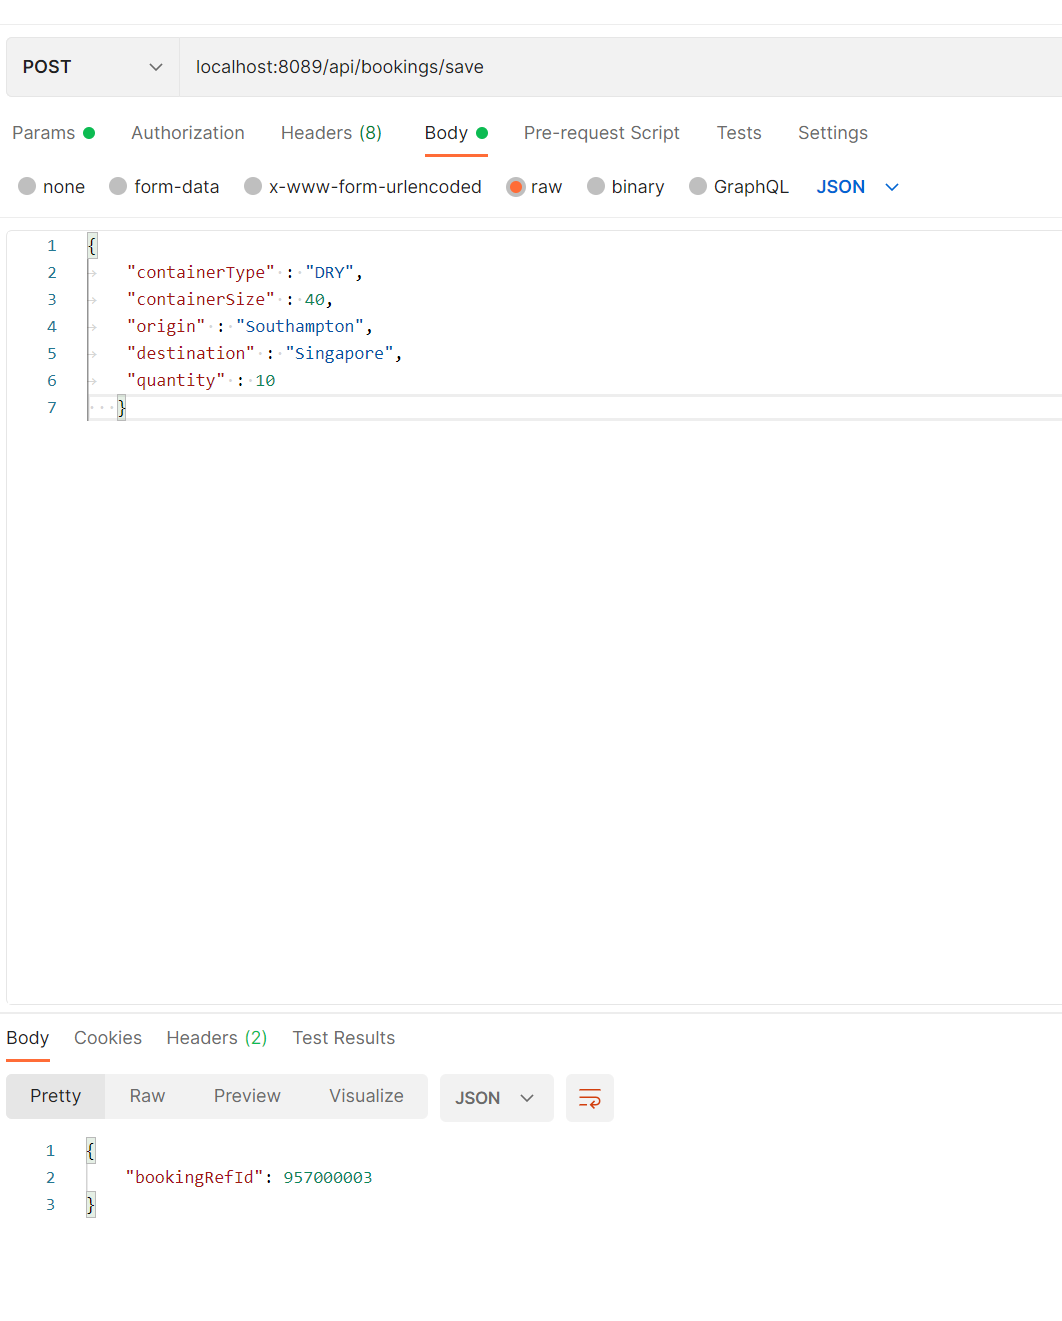 POST localhost:8089/api/bookings/save
Params Authorization Headers (8) Body Pre-request Script Tests Settings
none form-data x-www-form-urlencoded raw binary GraphQL JSON
1 {
2 "containerType" : "DRY",
3 "containerSize" : 40,
4 "origin" : "Southampton",
5 "destination" : "Singapore",
6 "quantity" : 10
7 }
Body Cookies Headers (2) Test Results
Pretty Raw Preview Visualize JSON
1 {
2 "bookingRefId": 957000003
3 }